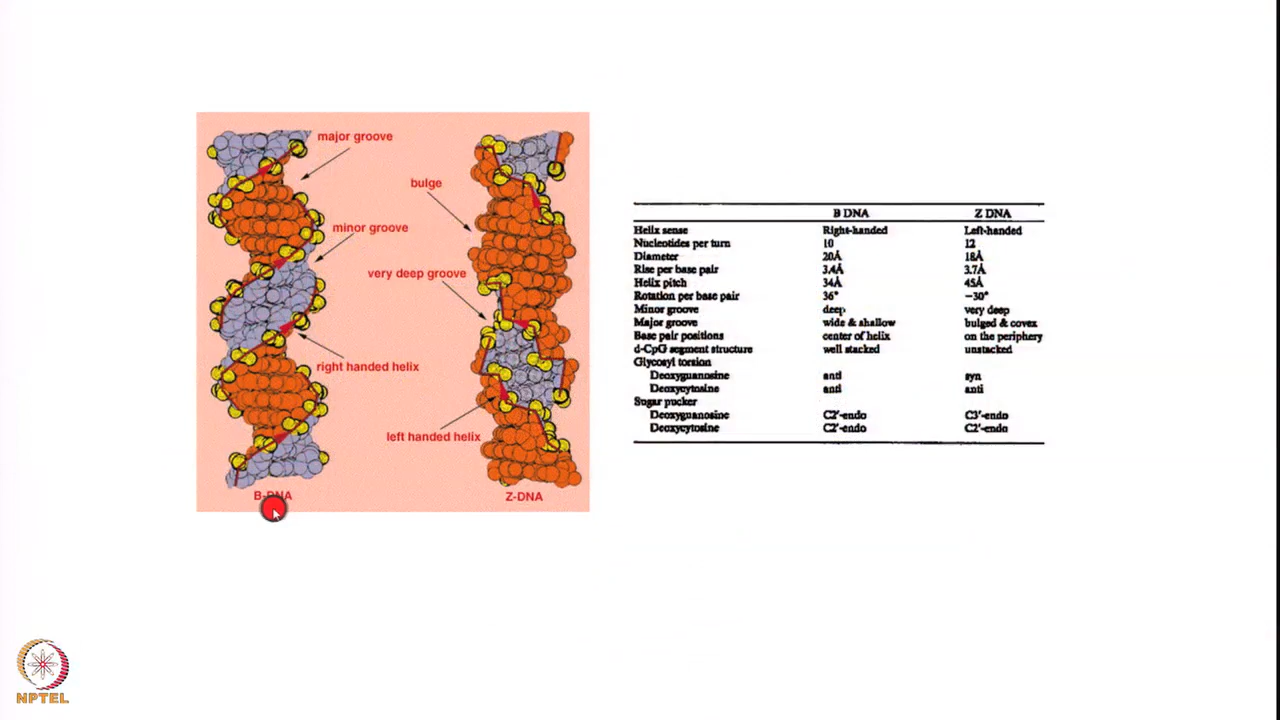 major groove
bulge
minor groove
very deep groove
right handed helix
left handed helix
B-DNA
Z-DNA
B DNA Z DNA
Helix sense Right-handed Left-handed
Nucleotides per turn 10 12
Diameter 20Å 18Å
Rise per base pair 3.4Å 3.7Å
Helix pitch 34Å 45Å
Rotation per base pair 36° −30°
Minor groove deep very deep
Major groove wide & shallow bulged & covex
Base pair positions center of helix on the periphery
d-CpG segment structure well stacked unstacked
Glycosyl torsion
Deoxyguanosine anti syn
Deoxycytosine anti anti
Sugar pucker
Deoxyguanosine C2'-endo C3'-endo
Deoxycytosine C2'-endo C2'-endo
NPTEL